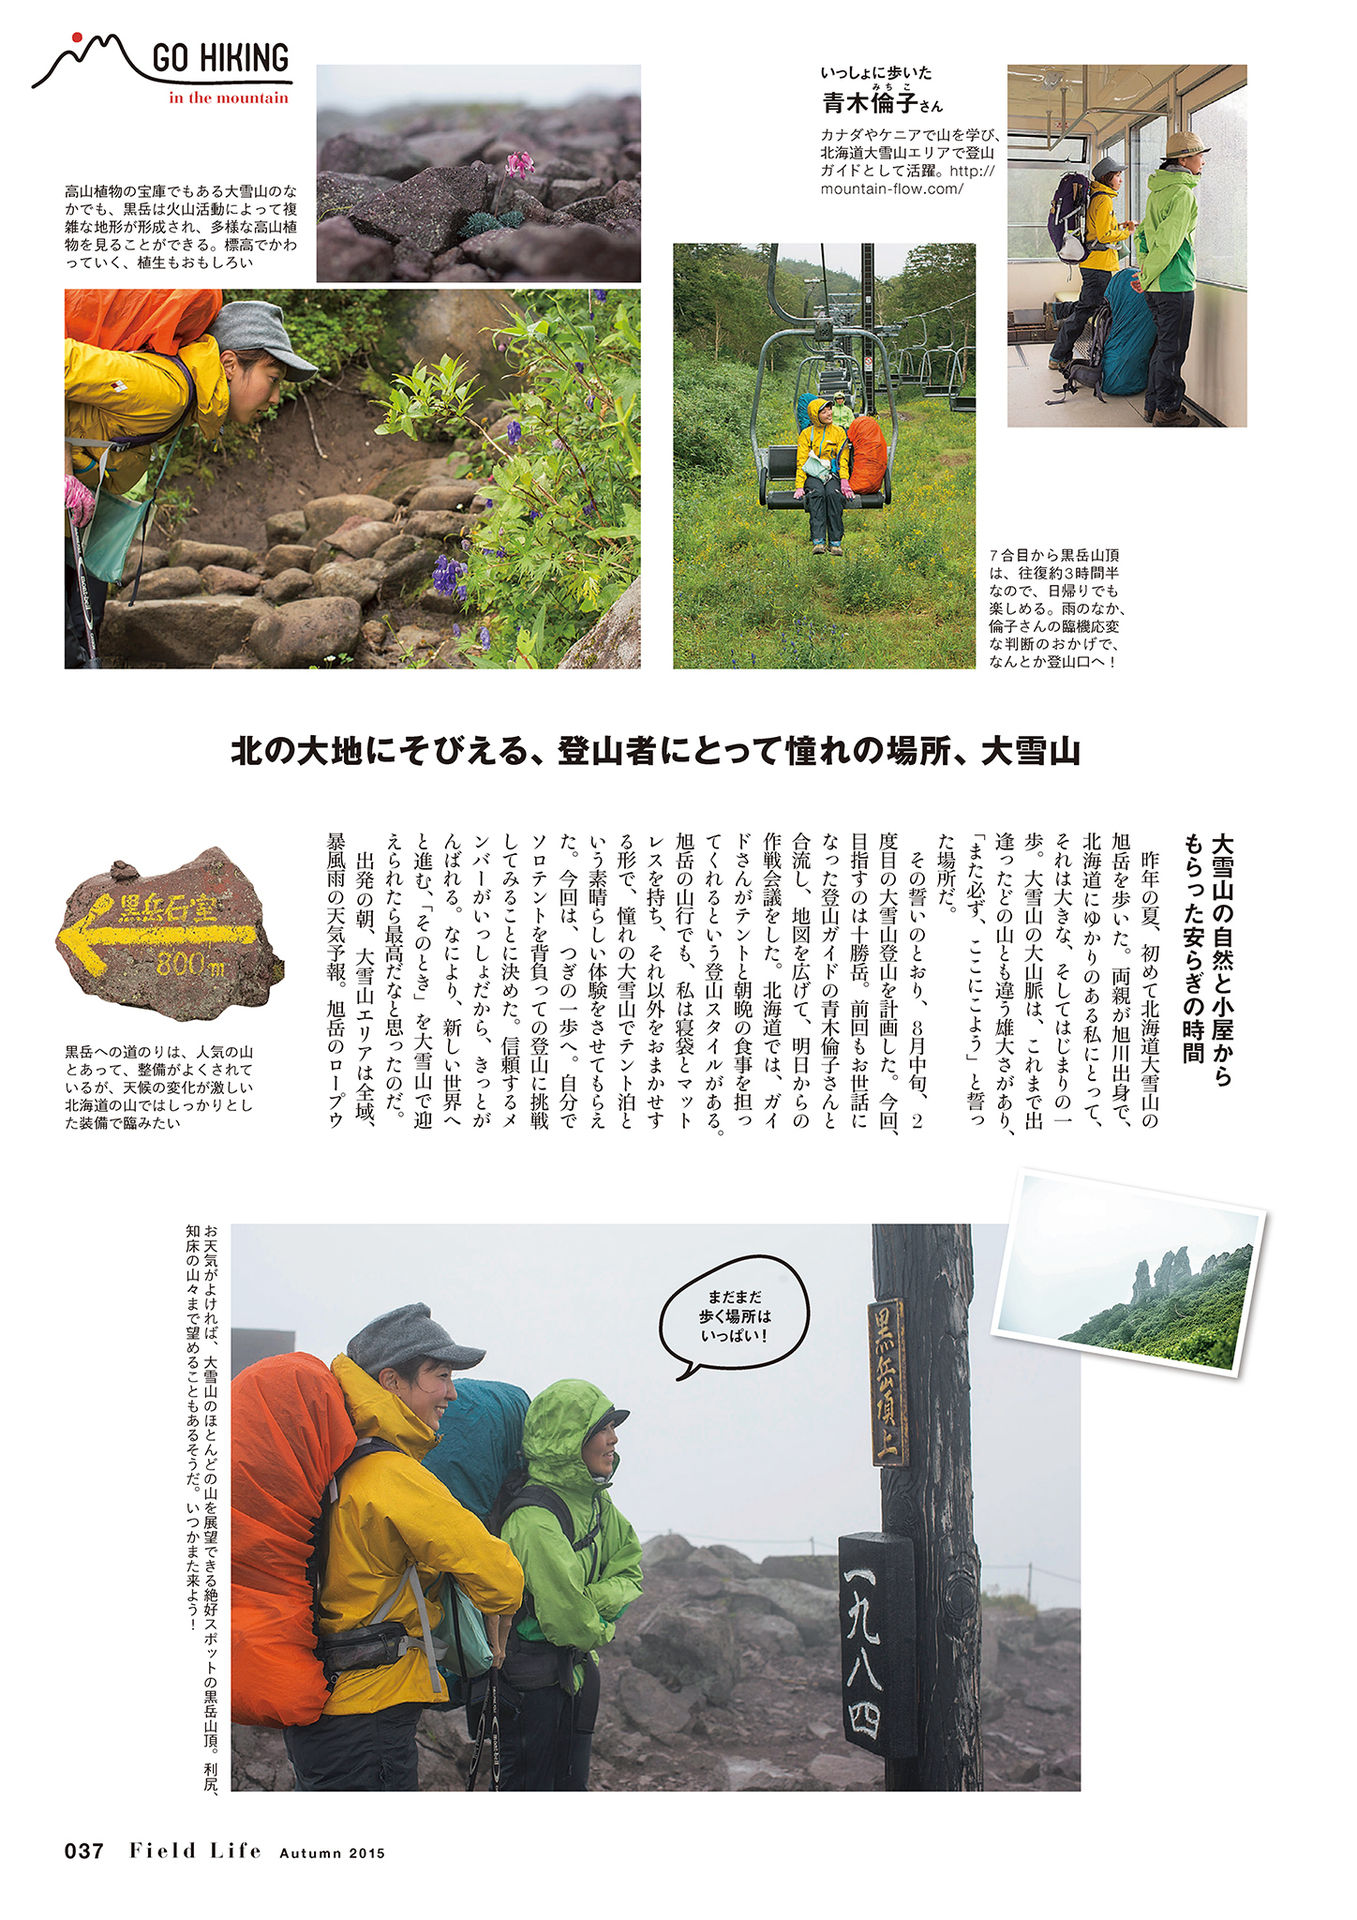 GO HIKING
in the mountain
高山植物の宝庫でもある大雪山のな
かでも、黒岳は火山活動によって複
雑な地形が形成され、多様な高山植
物を見ることができる。標高でかわ
っていく、植生もおもしろい
いっしょに歩いた
みちこ
青木倫子さん
カナダやケニアで山を学び、
北海道大雪山エリアで登山
ガイドとして活躍。http://
mountain-flow.com/
7合目から黒岳山頂
は、往復約3時間半
なので、日帰りでも
楽しめる。雨のなか、
倫子さんの臨機応変
な判断のおかげで、
なんとか登山口へ！
北の大地にそびえる、登山者にとって憧れの場所、大雪山
大雪山の自然と小屋から
もらった安らぎの時間
昨年の夏、初めて北海道大雪山の
旭岳を歩いた。両親が旭川出身で、
北海道にゆかりのある私にとって、
それは大きな、そしてはじまりの一
歩。大雪山の大山脈は、これまで出
逢ったどの山とも違う雄大さがあり、
「また必ず、ここにこよう」と誓っ
た場所だ。
その誓いのとおり、8月中旬、2
度目の大雪山登山を計画した。今回、
目指すのは十勝岳。前回もお世話に
なった登山ガイドの青木倫子さんと
合流し、地図を広げて、明日からの
作戦会議をした。北海道では、ガイ
ドさんがテントと朝晩の食事を担っ
てくれるという登山スタイルがある。
旭岳の山行でも、私は寝袋とマット
レスを持ち、それ以外をおまかせす
る形で、憧れの大雪山でテント泊と
いう素晴らしい体験をさせてもらえ
た。今回は、つぎの一歩へ。自分で
ソロテントを背負っての登山に挑戦
してみることに決めた。信頼するメ
ンバーがいっしょだから、きっとが
んばれる。なにより、新しい世界へ
と進む、「そのとき」を大雪山で迎
えられたら最高だなと思ったのだ。
出発の朝、大雪山エリアは全域、
暴風雨の天気予報。旭岳のロープウ
黒岳石室
800m
黒岳への道のりは、人気の山
とあって、整備がよくされて
いるが、天候の変化が激しい
北海道の山ではしっかりとし
た装備で臨みたい
お天気がよければ、大雪山のほとんどの山を展望できる絶好スポットの黒岳山頂。利尻、
知床の山々まで望めることもあるそうだ。いつかまた来よう！
まだまだ
歩く場所は
いっぱい！
黒岳頂上
一九八四
037 Field Life Autumn 2015